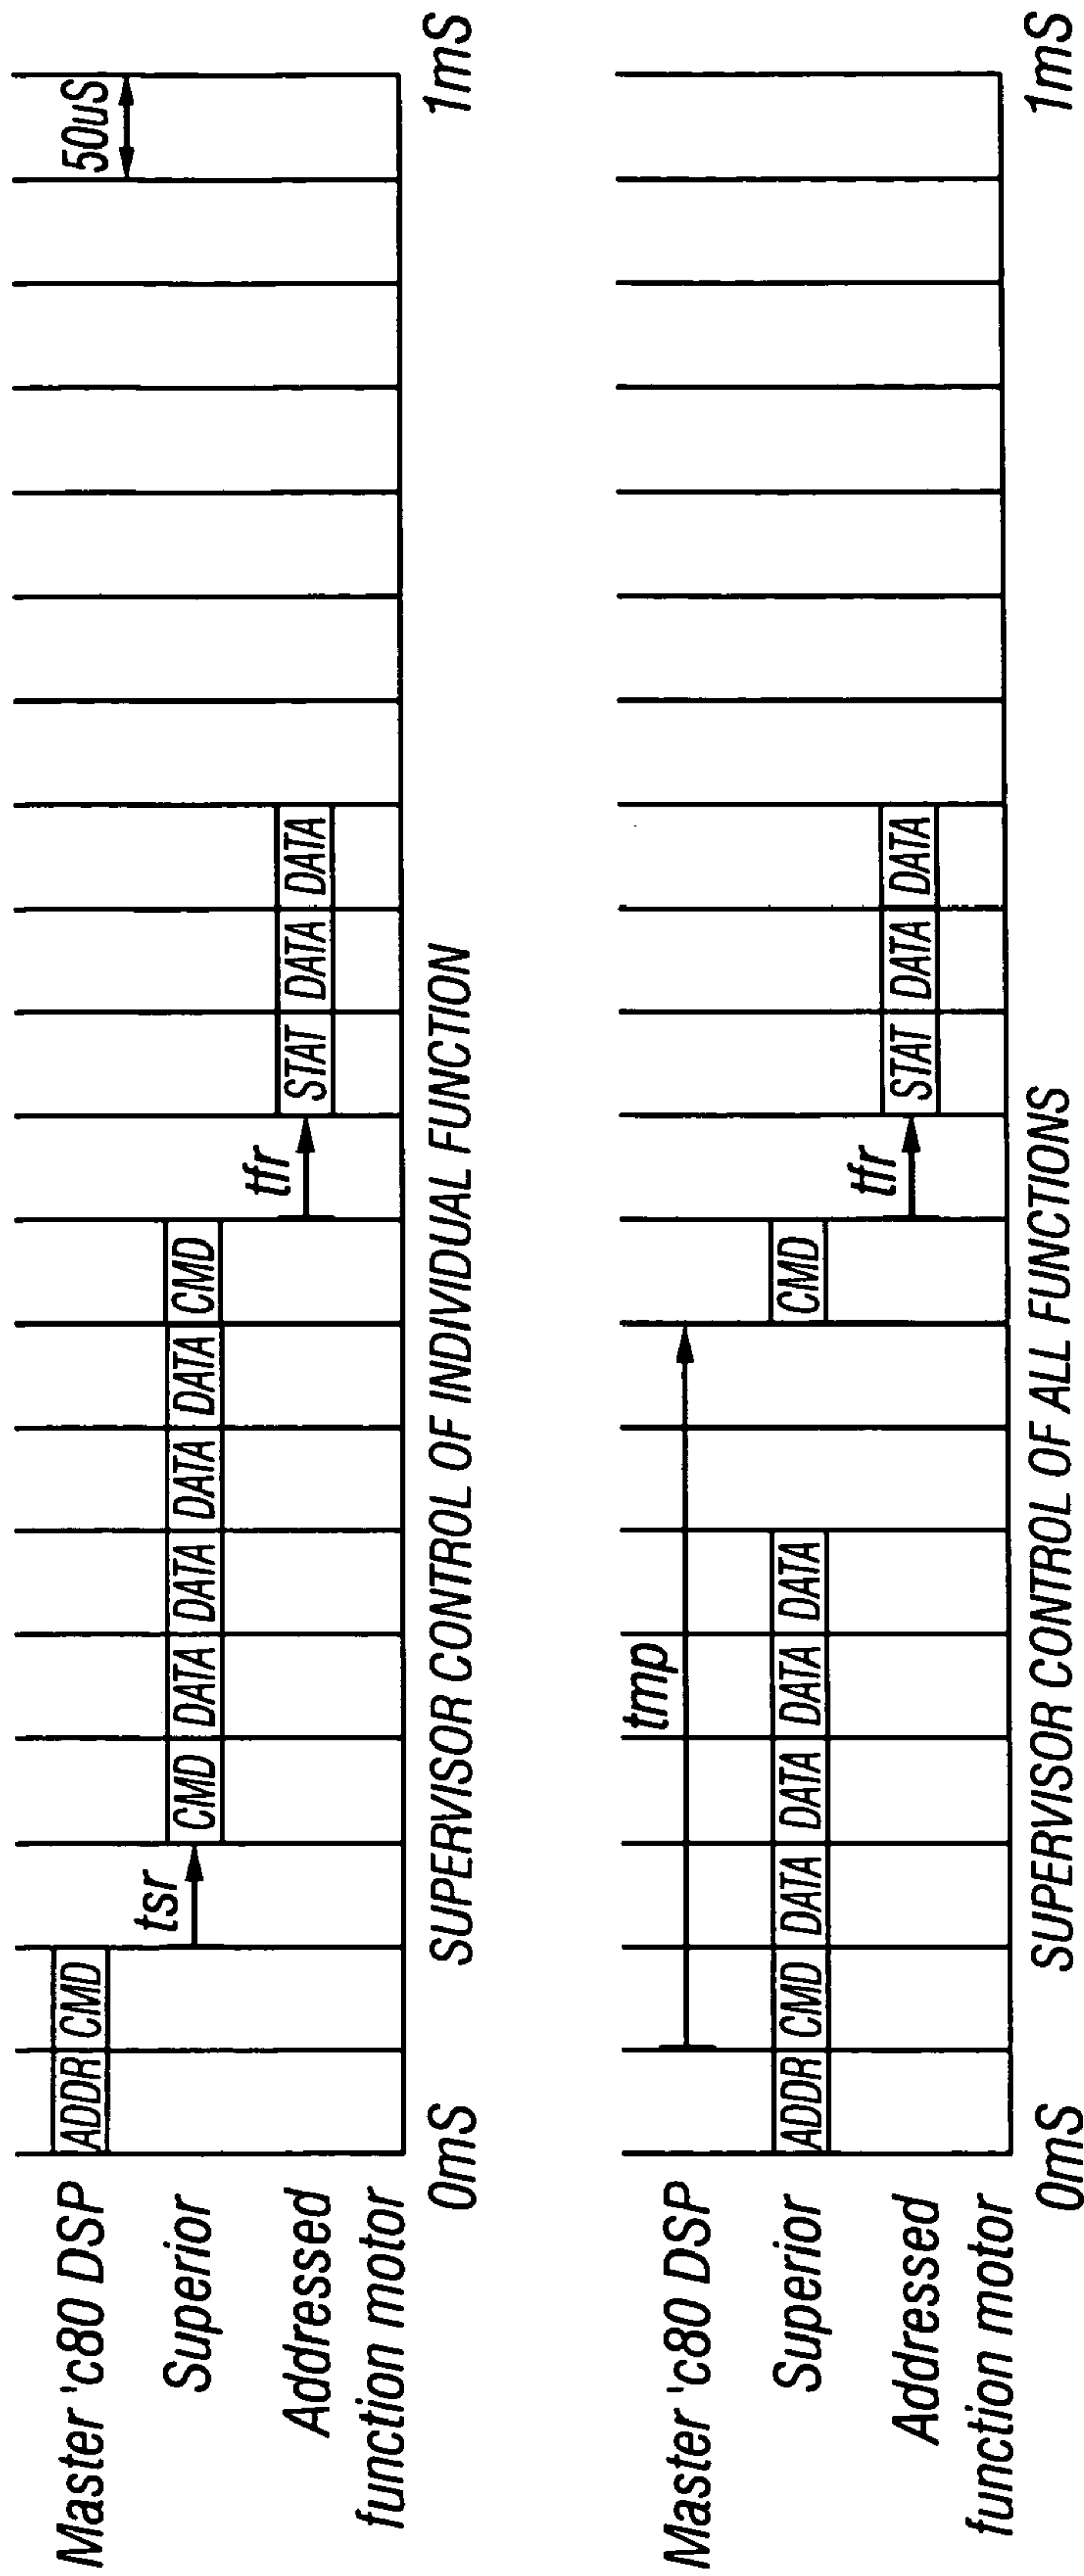 50uS
Master 'c80 DSP ADDR CMD
tsr
tfr
Superior CMD DATA DATA DATA DATA CMD
Addressed STAT DATA DATA
function motor
0mS 1mS
SUPERVISOR CONTROL OF INDIVIDUAL FUNCTION
tmp
Master 'c80 DSP
Superior ADDR CMD DATA DATA DATA DATA CMD
tfr
Addressed STAT DATA DATA
function motor
0mS 1mS
SUPERVISOR CONTROL OF ALL FUNCTIONS